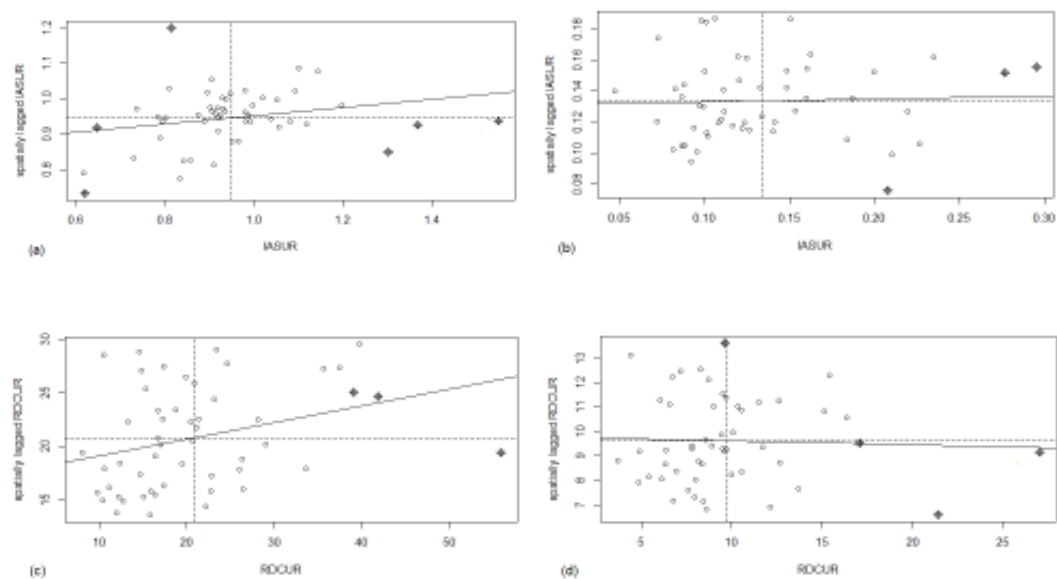 1.2
1.1
1.0
0.9
0.8
spatially lagged IASUR
0.6 0.8 1.0 1.2 1.4
IASUR
(a)
0.18
0.16
0.14
0.12
0.10
0.08
spatially lagged IASUR
0.05 0.10 0.15 0.20 0.25 0.30
IASUR
(b)
30
25
20
15
spatially lagged RDCUR
10 20 30 40 50
RDCUR
(c)
13
12
11
10
9
8
7
spatially lagged RDCUR
5 10 15 20 25
RDCUR
(d)